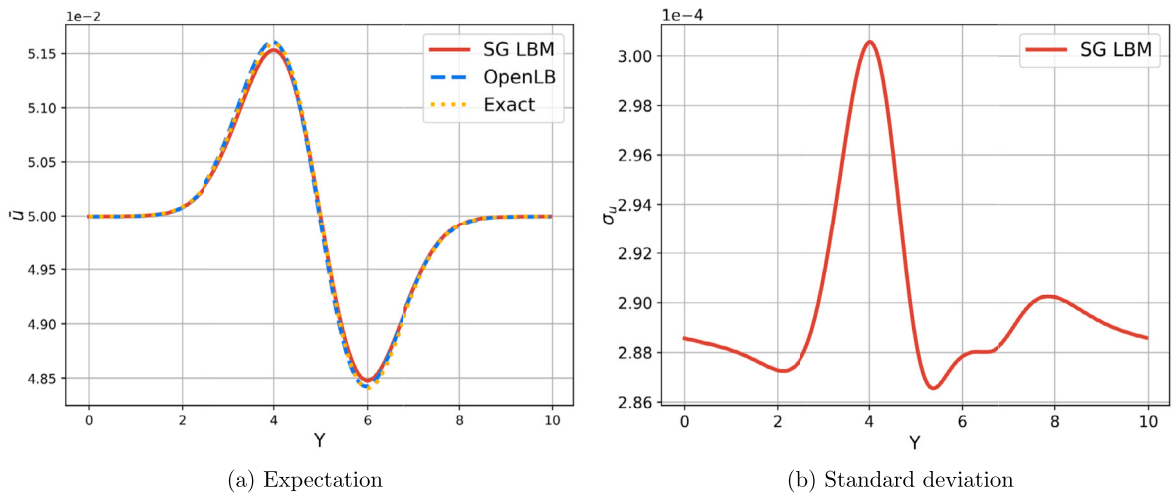 1e−2
5.15
5.10
5.05
5.00
4.95
4.90
4.85
ū
0
2
4
6
8
10
Y
SG LBM
OpenLB
Exact
(a) Expectation
1e−4
3.00
2.98
2.96
2.94
2.92
2.90
2.88
2.86
σu
0
2
4
6
8
10
Y
SG LBM
(b) Standard deviation